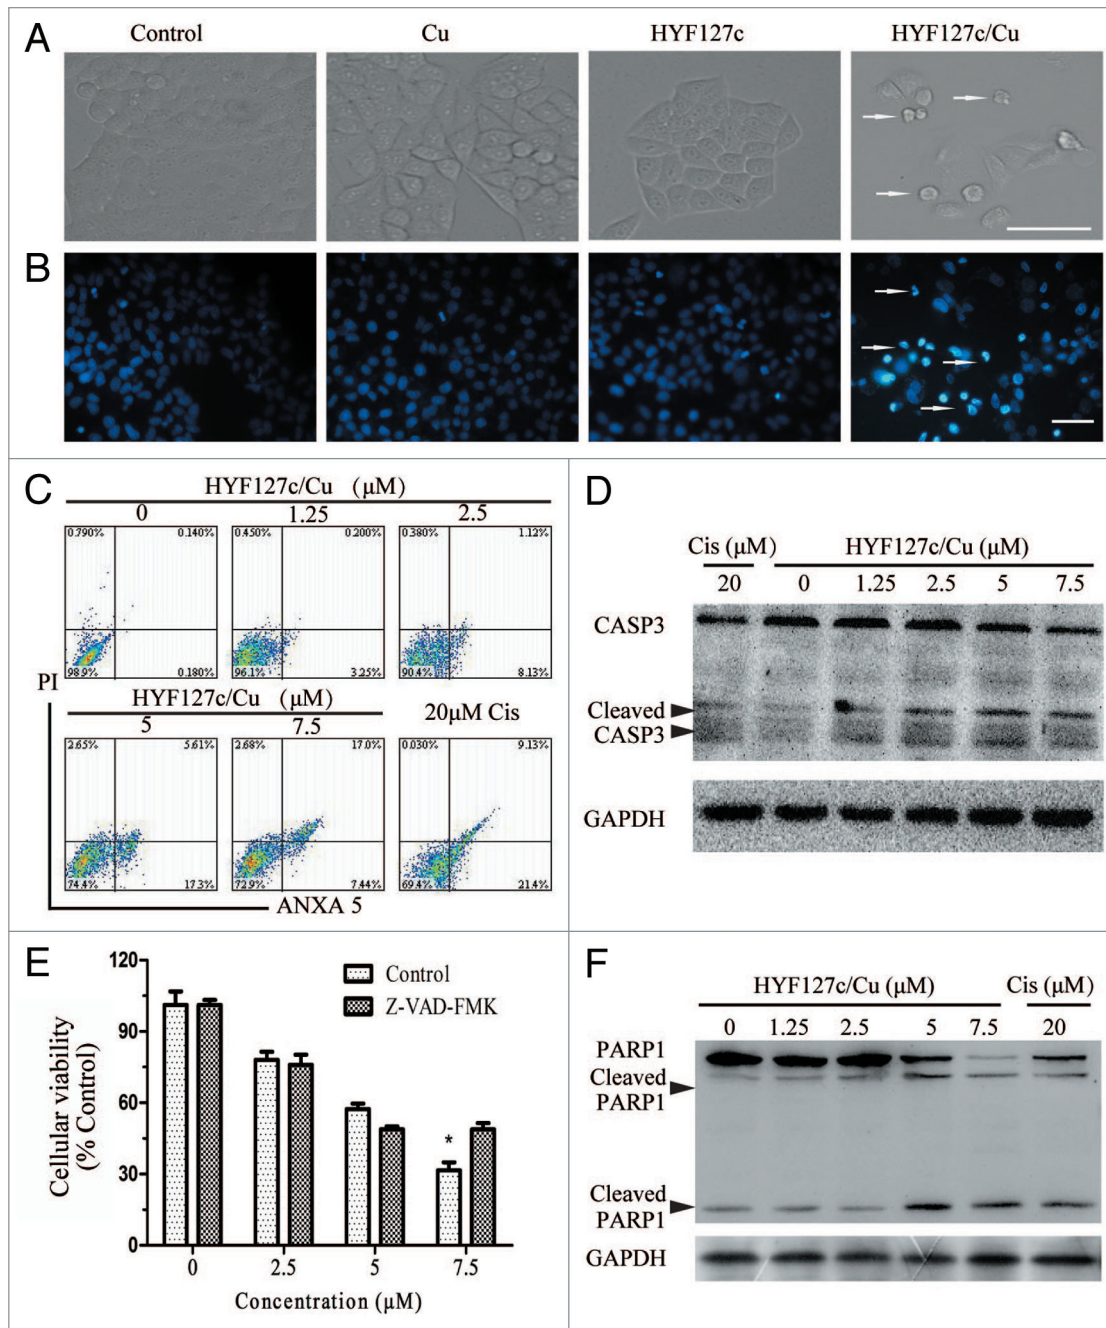 A
Control
Cu
HYF127c
HYF127c/Cu
B
C
HYF127c/Cu (μM)
0
1.25
2.5
0.790%
0.140%
0.450%
0.200%
0.380%
1.12%
98.9%
0.180%
96.1%
3.25%
90.4%
8.13%
PI
HYF127c/Cu (μM)
5
7.5
20μM Cis
2.65%
5.61%
2.68%
17.0%
0.030%
9.13%
74.4%
17.3%
72.9%
7.44%
69.4%
21.4%
ANXA 5
D
Cis (μM)
HYF127c/Cu (μM)
20
0
1.25
2.5
5
7.5
CASP3
Cleaved
CASP3
GAPDH
E
Cellular viability
(% Control)
120
90
60
30
0
Control
Z-VAD-FMK
*
0
2.5
5
7.5
Concentration (μM)
F
HYF127c/Cu (μM)
Cis (μM)
0
1.25
2.5
5
7.5
20
PARP1
Cleaved
PARP1
Cleaved
PARP1
GAPDH